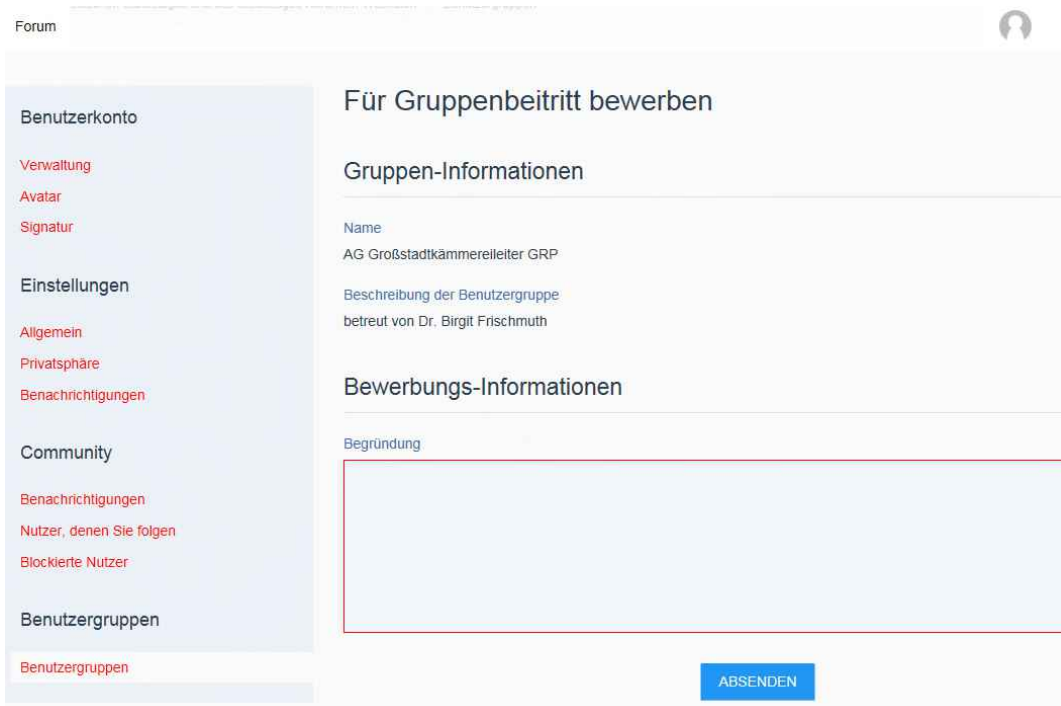 Forum
Benutzerkonto
Verwaltung
Avatar
Signatur
Einstellungen
Allgemein
Privatsphäre
Benachrichtigungen
Community
Benachrichtigungen
Nutzer, denen Sie folgen
Blockierte Nutzer
Benutzergruppen
Benutzergruppen
Für Gruppenbeitritt bewerben
Gruppen-Informationen
Name
AG Großstadtkämmereileiter GRP
Beschreibung der Benutzergruppe
betreut von Dr. Birgit Frischmuth
Bewerbungs-Informationen
Begründung
ABSENDEN